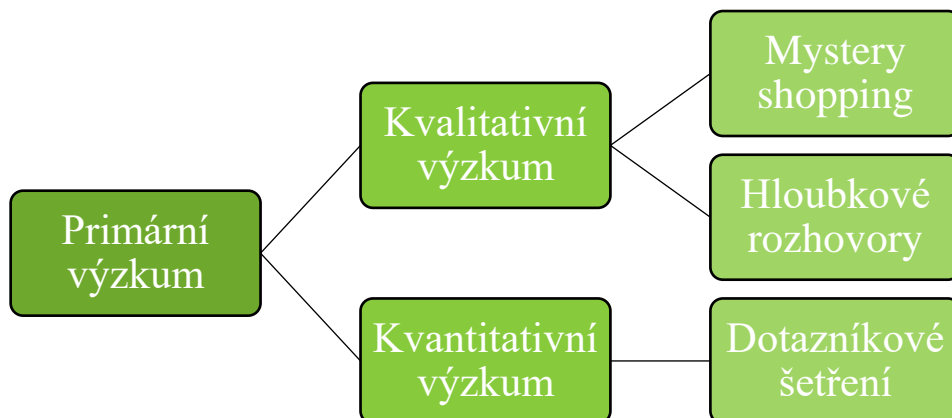 Primární
výzkum
Kvalitativní
výzkum
Mystery
shopping
Hloubkové
rozhovory
Kvantitativní
výzkum
Dotazníkové
šetření